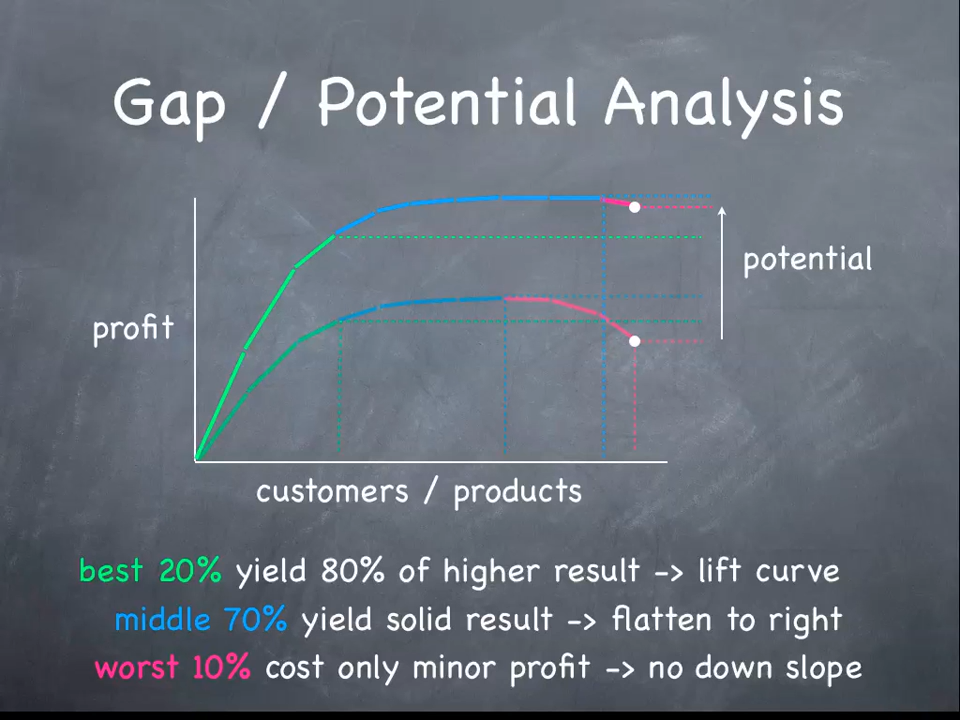 Gap / Potential Analysis
potential
profit
customers / products
best 20% yield 80% of higher result -> lift curve
middle 70% yield solid result -> flatten to right
worst 10% cost only minor profit -> no down slope